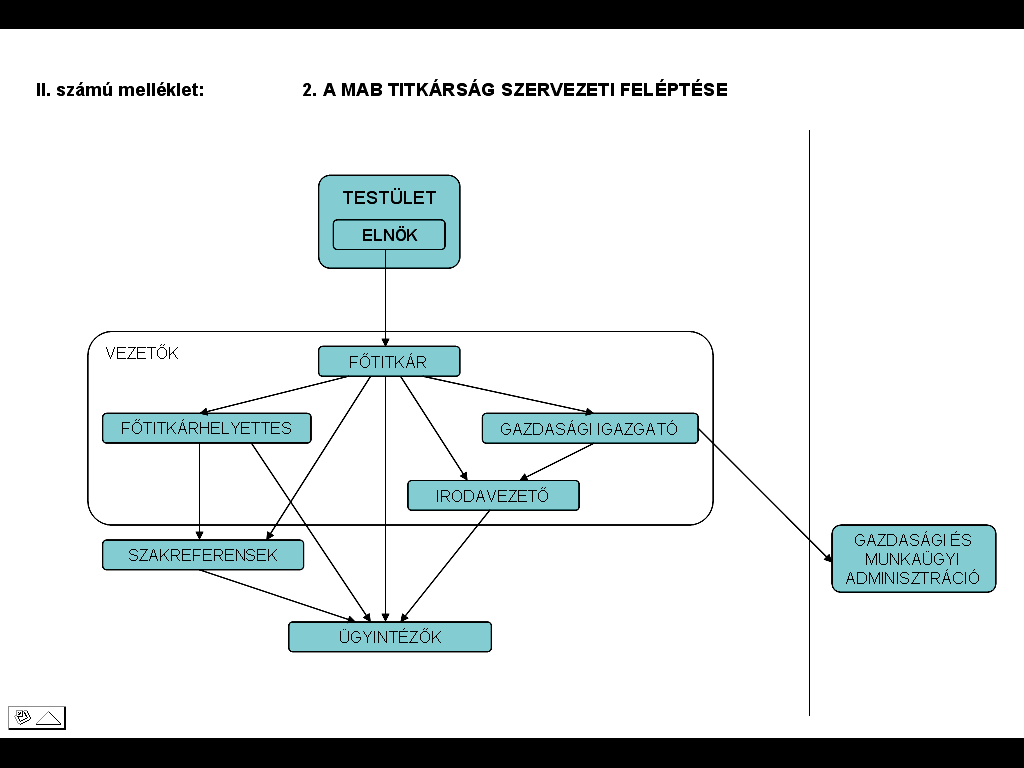 II. számú melléklet: 2. A MAB TITKÁRSÁG SZERVEZETI FELÉPTÉSE
TESTÜLET
ELNÖK
VEZETŐK
FŐTITKÁR
FŐTITKÁRHELYETTES
GAZDASÁGI IGAZGATÓ
IRODAVEZETŐ
SZAKREFERENSEK
GAZDASÁGI ÉS
MUNKAÜGYI
ADMINISZTRÁCIÓ
ÜGYINTÉZŐK